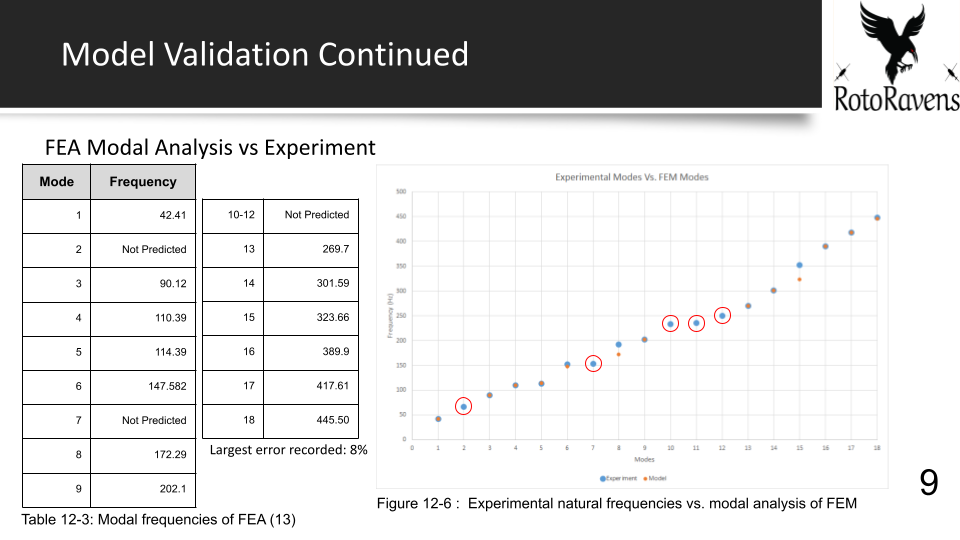 Model Validation Continued
RotoRavens
FEA Modal Analysis vs Experiment
Mode Frequency
1 42.41
2 Not Predicted
3 90.12
4 110.39
5 114.39
6 147.582
7 Not Predicted
8 172.29
9 202.1
10-12 Not Predicted
13 269.7
14 301.59
15 323.66
16 389.9
17 417.61
18 445.50
Largest error recorded: 8%
Table 12-3: Modal frequencies of FEA (13)
Experimental Modes Vs. FEM Modes
Frequency (Hz)
500
450
400
350
300
250
200
150
100
50
0
0 1 2 3 4 5 6 7 8 9 10 11 12 13 14 15 16 17 18
Modes
Experiment Model
Figure 12-6 : Experimental natural frequencies vs. modal analysis of FEM
9